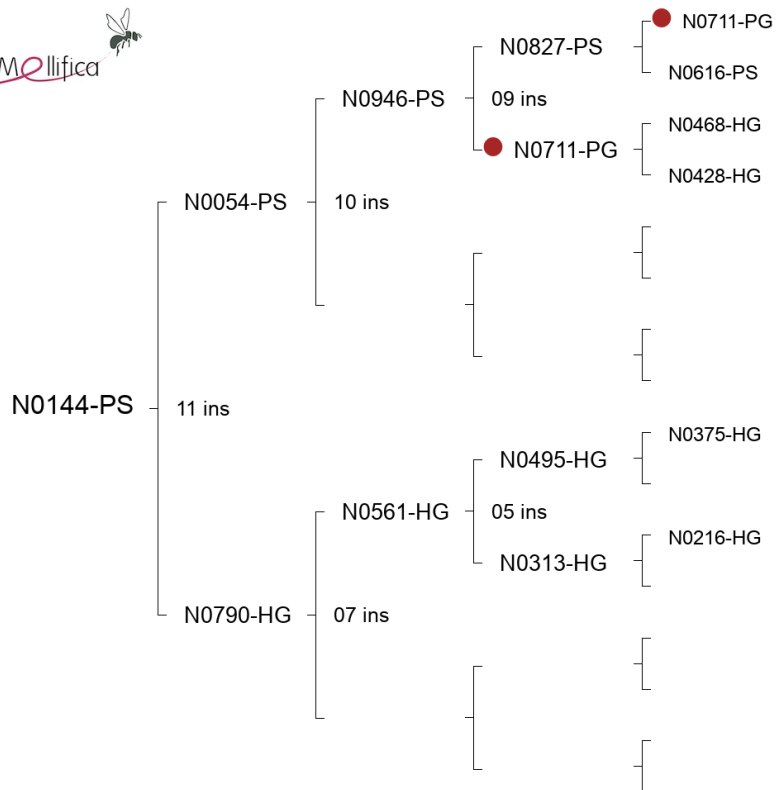 Mellifica
N0711-PG
N0827-PS
N0616-PS
N0946-PS
09 ins
N0468-HG
N0711-PG
N0428-HG
N0054-PS
10 ins
N0144-PS
11 ins
N0375-HG
N0495-HG
N0561-HG
05 ins
N0216-HG
N0313-HG
N0790-HG
07 ins